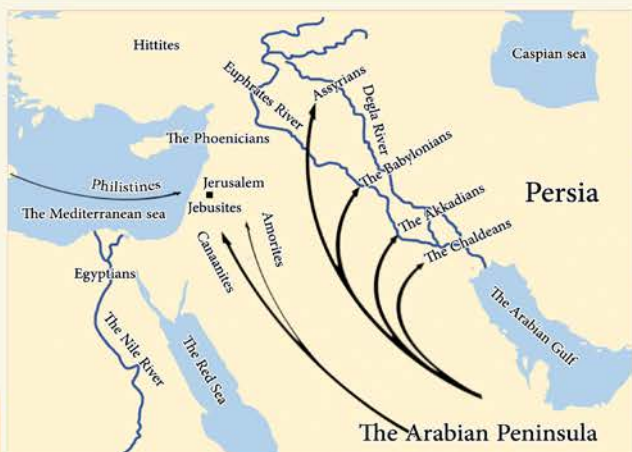 Hittites
Caspian sea
Euphrates River
Assyrians
Degla River
The Phoenicians
The Babylonians
Philistines
Jerusalem
Jebusites
Persia
The Mediterranean sea
The Akkadians
Canaanites
Amorites
The Chaldeans
Egyptians
The Nile River
The Red Sea
The Arabian Gulf
The Arabian Peninsula